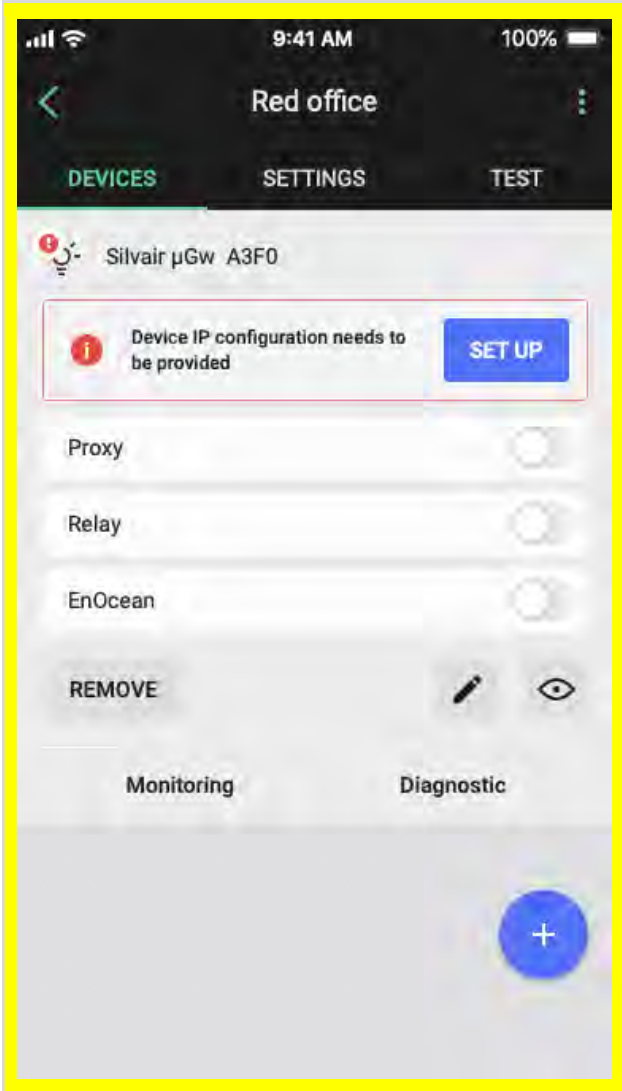 9:41 AM 100%
Red office
DEVICES SETTINGS TEST
Silvair µGw A3F0
Device IP configuration needs to
be provided
SET UP
Proxy
Relay
EnOcean
REMOVE
Monitoring Diagnostic